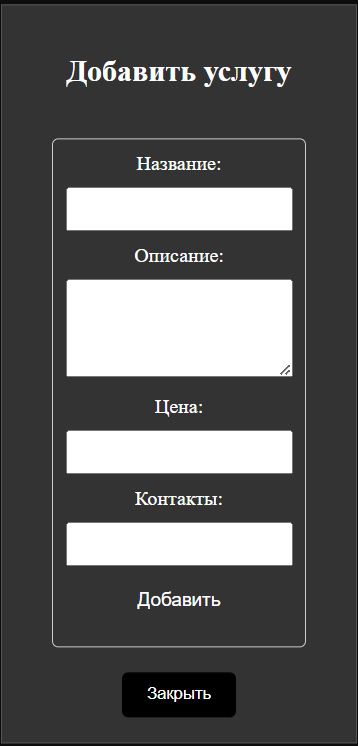 Добавить услугу
Название:
Описание:
Цена:
Контакты:
Добавить
Закрыть